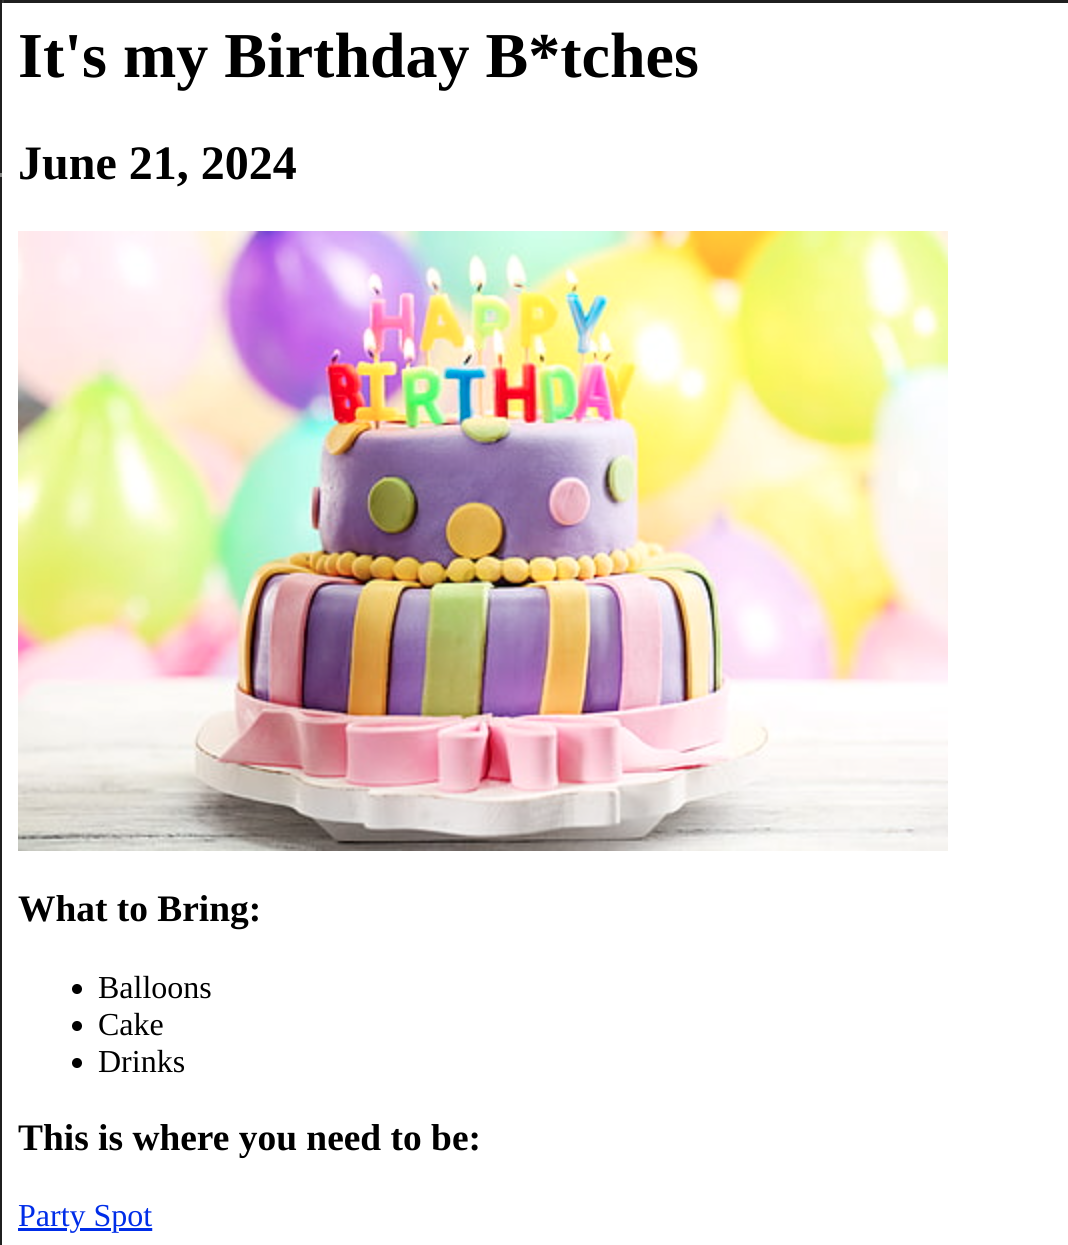 It's my Birthday B*tches
June 21, 2024
HAPPY
BIRTHDAY
What to Bring:
Balloons
Cake
Drinks
This is where you need to be:
Party Spot